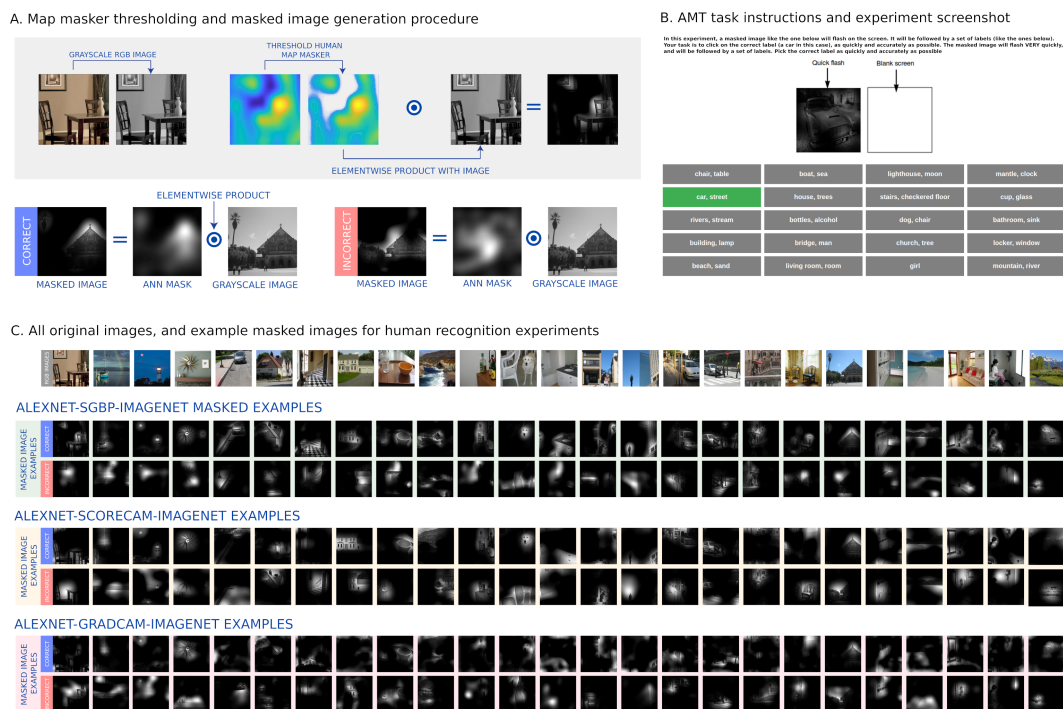 A. Map masker thresholding and masked image generation procedure
GRAYSCALE RGB IMAGE
THRESHOLD HUMAN
MAP MASKER
ELEMENTWISE PRODUCT WITH IMAGE
ELEMENTWISE PRODUCT
CORRECT
MASKED IMAGE
ANN MASK
GRAYSCALE IMAGE
INCORRECT
MASKED IMAGE
ANN MASK
GRAYSCALE IMAGE
B. AMT task instructions and experiment screenshot
In this experiment, a masked image like the one below will flash on the screen. It will be followed by a set of labels (like the ones below).
Your task is to click on the correct label (a car in this case), as quickly and accurately as possible. The masked image will flash VERY quickly,
and will be followed by a set of labels. Pick the correct label as quickly and accurately as possible
Quick flash
Blank screen
chair, table
boat, sea
lighthouse, moon
mantle, clock
car, street
house, trees
stairs, checkered floor
cup, glass
rivers, stream
bottles, alcohol
dog, chair
bathroom, sink
building, lamp
bridge, man
church, tree
locker, window
beach, sand
living room, room
girl
mountain, river
C. All original images, and example masked images for human recognition experiments
RGB IMAGES
ALEXNET-SGBP-IMAGENET MASKED EXAMPLES
MASKED IMAGE
EXAMPLES
CORRECT
INCORRECT
ALEXNET-SCORECAM-IMAGENET EXAMPLES
MASKED IMAGE
EXAMPLES
CORRECT
INCORRECT
ALEXNET-GRADCAM-IMAGENET EXAMPLES
MASKED IMAGE
EXAMPLES
CORRECT
INCORRECT